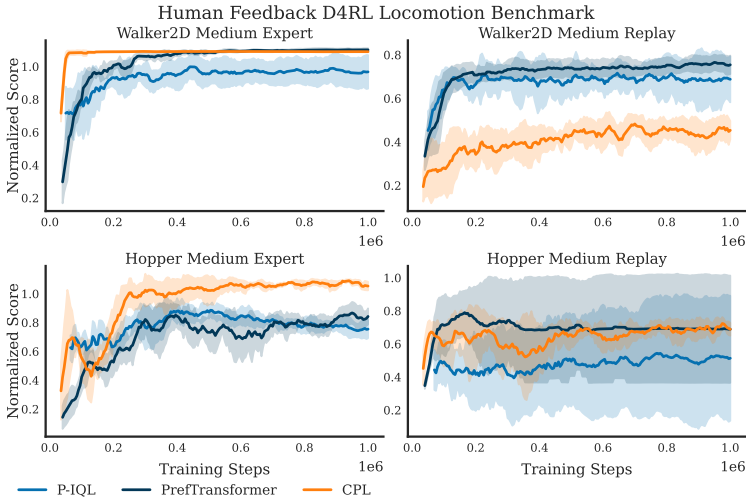 Human Feedback D4RL Locomotion Benchmark
Walker2D Medium Expert
Walker2D Medium Replay
Normalized Score
1.0
0.8
0.6
0.4
0.2
0.0 0.2 0.4 0.6 0.8 1.0
1e6
0.8
0.6
0.4
0.2
0.0 0.2 0.4 0.6 0.8 1.0
1e6
Hopper Medium Expert
Hopper Medium Replay
Normalized Score
1.0
0.8
0.6
0.4
0.2
0.0 0.2 0.4 0.6 0.8 1.0
Training Steps
1e6
1.0
0.8
0.6
0.4
0.2
0.0 0.2 0.4 0.6 0.8 1.0
Training Steps
1e6
P-IQL PrefTransformer CPL